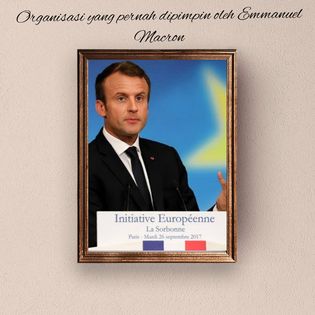 Organisasi yang pernah dipimpin oleh Emmanuel
Macron
Initiative Européenne
La Sorbonne
Paris - Mardi 26 septembre 2017